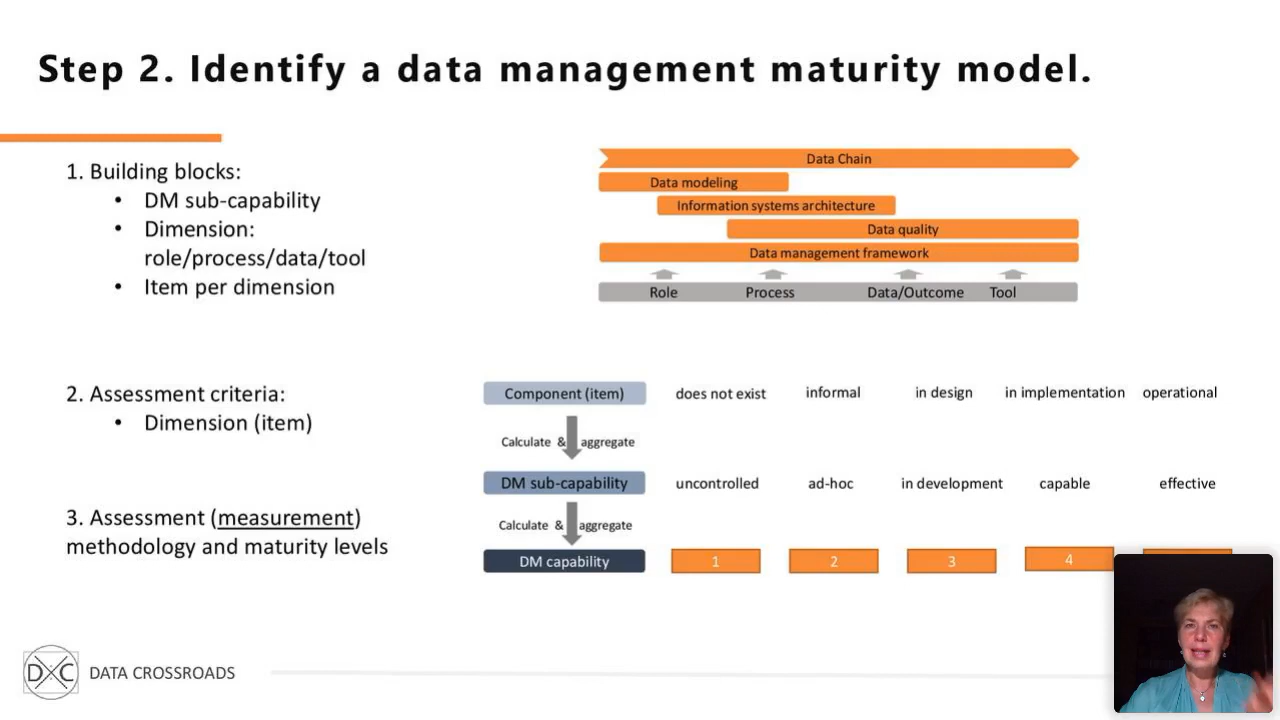 Step 2. Identify a data management maturity model.
1. Building blocks:
• DM sub-capability
• Dimension:
role/process/data/tool
• Item per dimension
Data Chain
Data modeling
Information systems architecture
Data quality
Data management framework
Role Process Data/Outcome Tool
2. Assessment criteria:
• Dimension (item)
3. Assessment (measurement)
methodology and maturity levels
Component (item) does not exist informal in design in implementation operational
Calculate & aggregate
DM sub-capability uncontrolled ad-hoc in development capable effective
Calculate & aggregate
DM capability 1 2 3 4
DXC DATA CROSSROADS